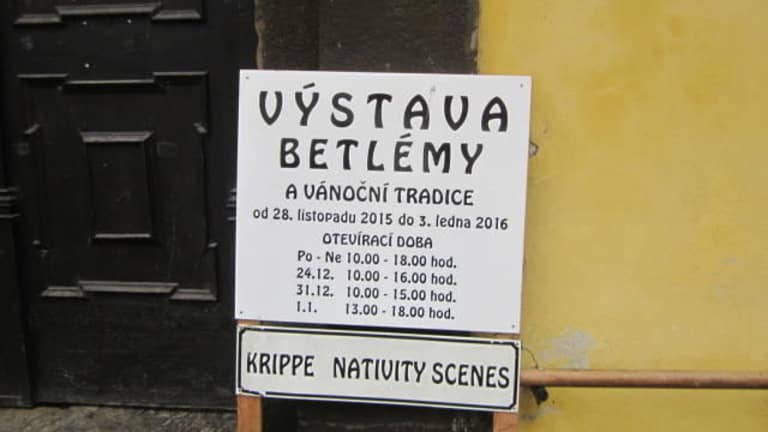 VÝSTAVA
BETLÉMY
A VÁNOČNÍ TRADICE
od 28. listopadu 2015 do 3. ledna 2016
OTEVÍRACÍ DOBA
Po - Ne 10.00 - 18.00 hod.
24.12. 10.00 - 16.00 hod.
31.12. 10.00 - 15.00 hod.
1.1. 13.00 - 18.00 hod.
KRIPPE NATIVITY SCENES